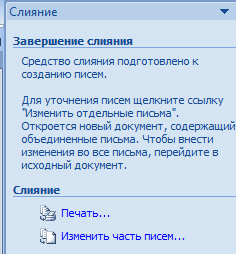 Слияние
Завершение слияния
Средство слияния подготовлено к
созданию писем.
Для уточнения писем щелкните ссылку
"Изменить отдельные письма".
Откроется новый документ, содержащий
объединенные письма. Чтобы внести
изменения во все письма, перейдите в
исходный документ.
Слияние
Печать...
Изменить часть писем...